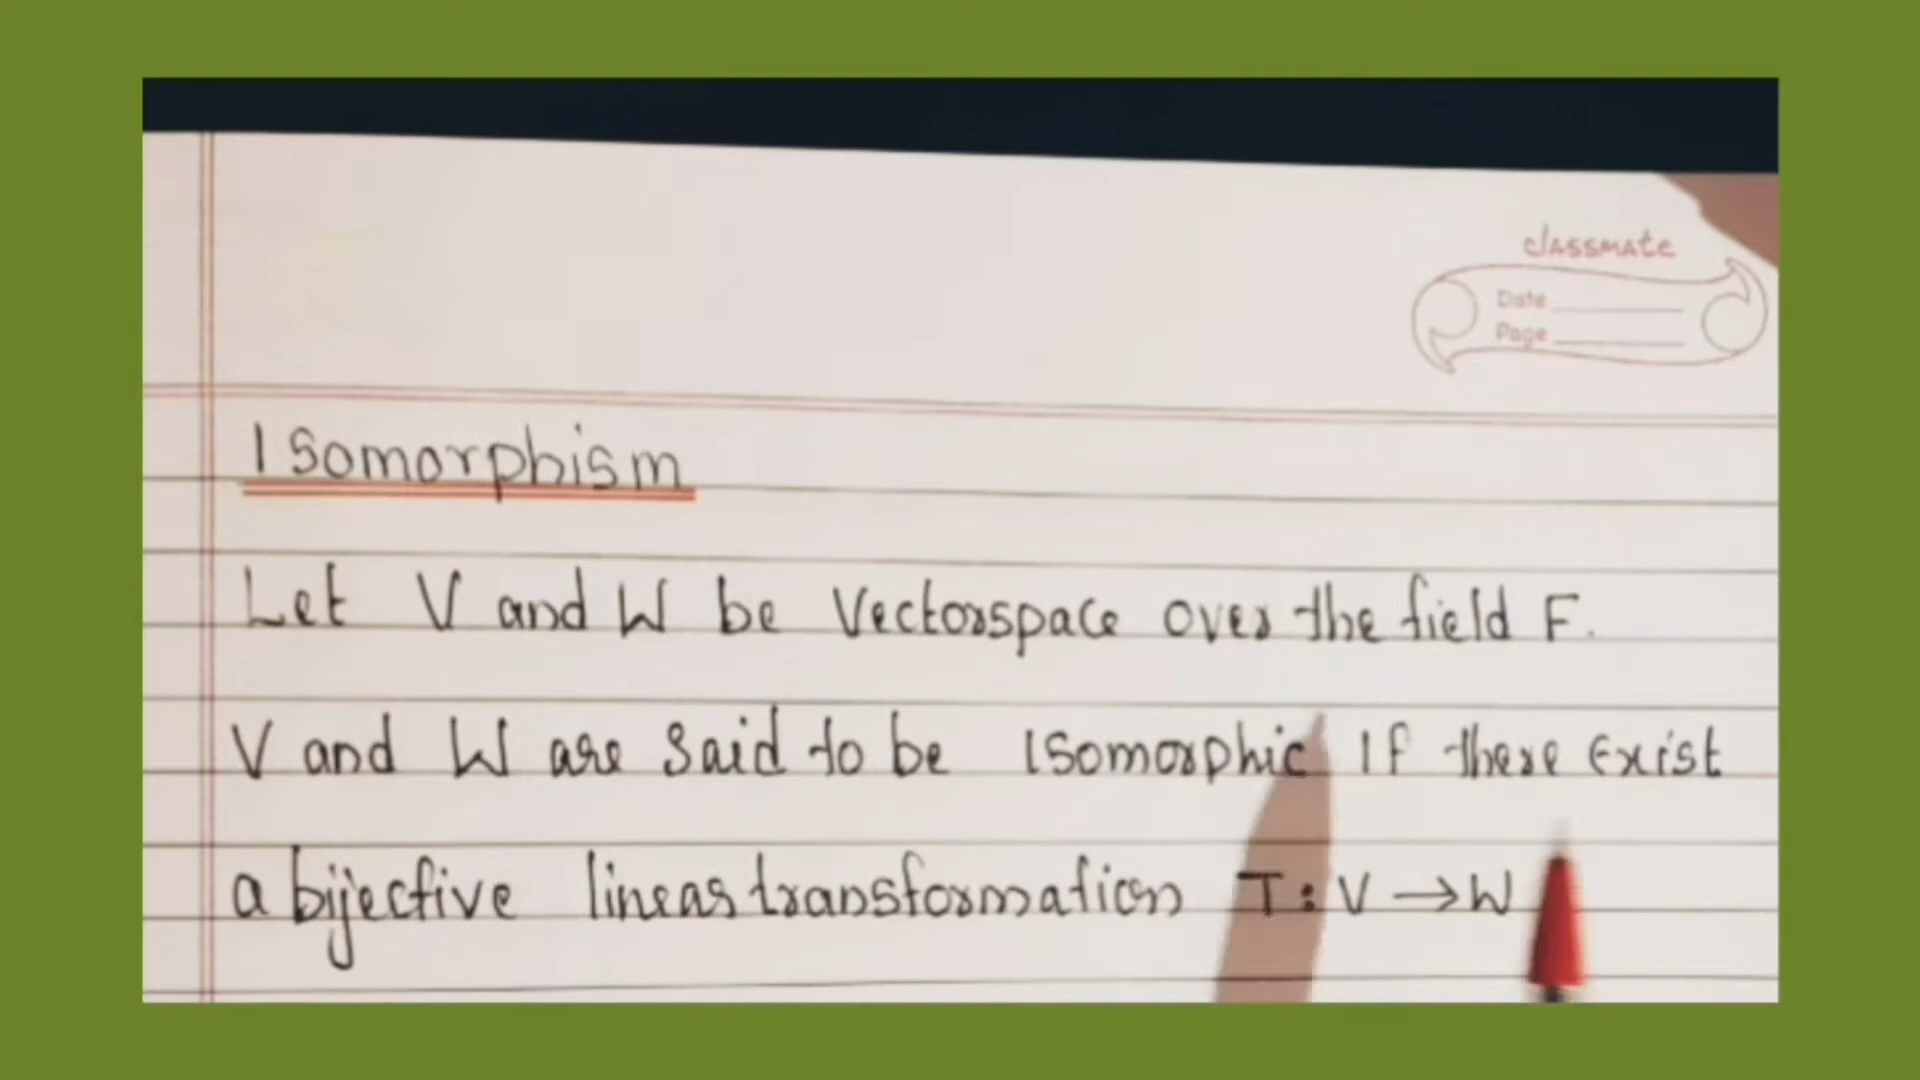 classmate
Date
Page
Isomorphism
Let V and W be Vectorspace over the field F.
V and W are said to be Isomorphic If there Exist
a bijective linear transformation T : V → W